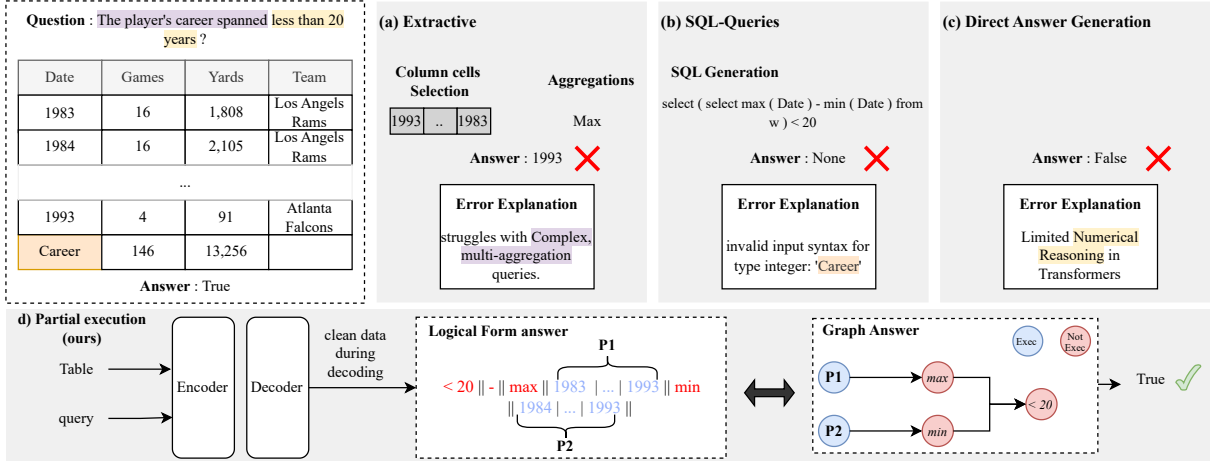 Question : The player's career spanned less than 20
years ?
Date Games Yards Team
1983 16 1,808 Los Angels
Rams
1984 16 2,105 Los Angels
Rams
...
1993 4 91 Atlanta
Falcons
Career 146 13,256
Answer : True
(a) Extractive
Column cells
Selection
Aggregations
1993 .. 1983
Max
Answer : 1993
Error Explanation
struggles with Complex,
multi-aggregation
queries.
(b) SQL-Queries
SQL Generation
select ( select max ( Date ) - min ( Date ) from
w ) < 20
Answer : None
Error Explanation
invalid input syntax for
type integer: 'Career'
(c) Direct Answer Generation
Answer : False
Error Explanation
Limited Numerical
Reasoning in
Transformers
d) Partial execution
(ours)
Table
query
Encoder
Decoder
clean data
during
decoding
Logical Form answer
P1
< 20 || - || max || 1983 | ... | 1993 || min
|| 1984 | ... | 1993 ||
P2
Graph Answer
Exec
Not
Exec
P1
max
< 20
P2
min
True